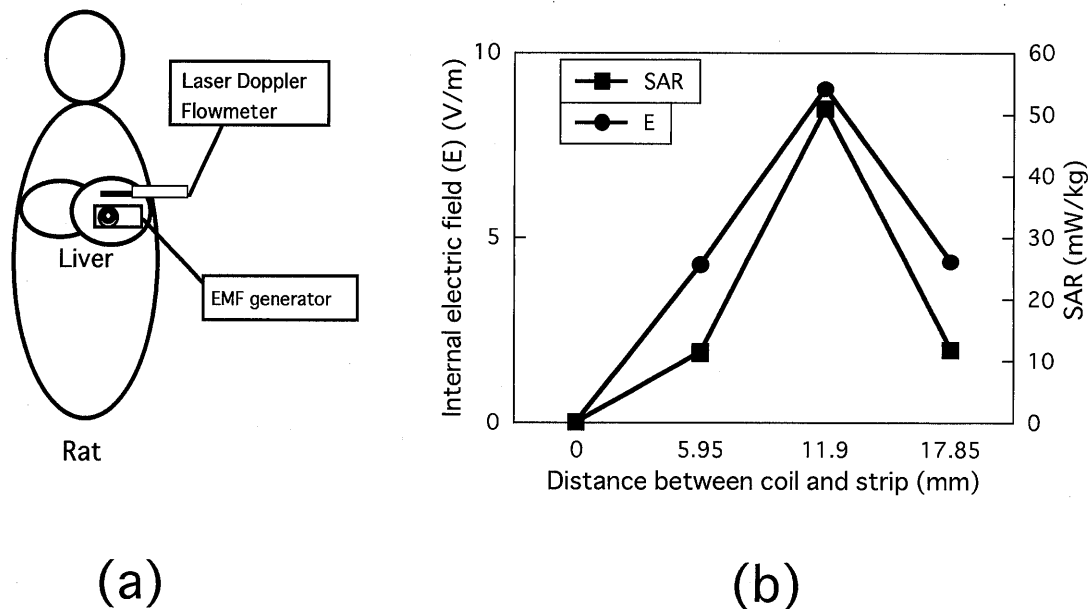 Laser Doppler
Flowmeter
Liver
EMF generator
Rat
(a)
Internal electric field (E) (V/m)
10
5
0
SAR
E
60
50
40
30
20
10
0
SAR (mW/kg)
0 5.95 11.9 17.85
Distance between coil and strip (mm)
(b)